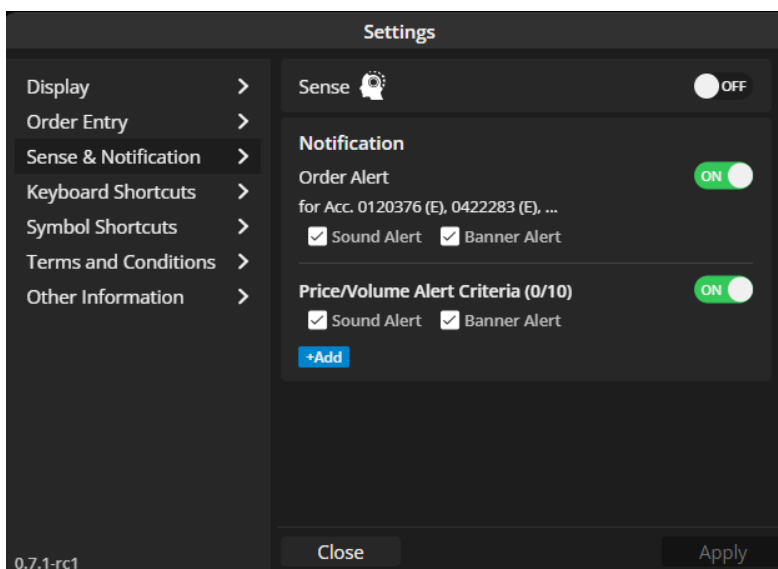 Settings
Display
Order Entry
Sense & Notification
Keyboard Shortcuts
Symbol Shortcuts
Terms and Conditions
Other Information
0.7.1-rc1
Sense
OFF
Notification
Order Alert
ON
for Acc. 0120376 (E), 0422283 (E), ...
Sound Alert Banner Alert
Price/Volume Alert Criteria (0/10)
ON
Sound Alert Banner Alert
+Add
Close
Apply